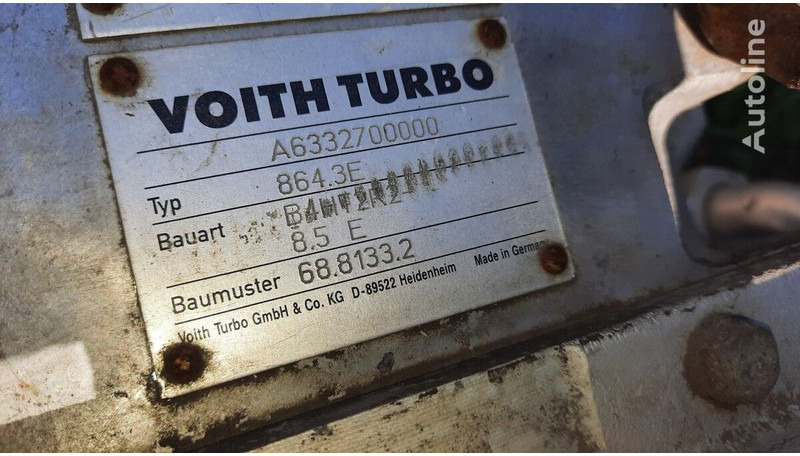 VOITH TURBO
A6332700000
Typ 864.3E
Bauart
8.5 E
Baumuster 68.8133.2
Voith Turbo GmbH & Co. KG D-89522 Heidenheim Made in German
Autoline